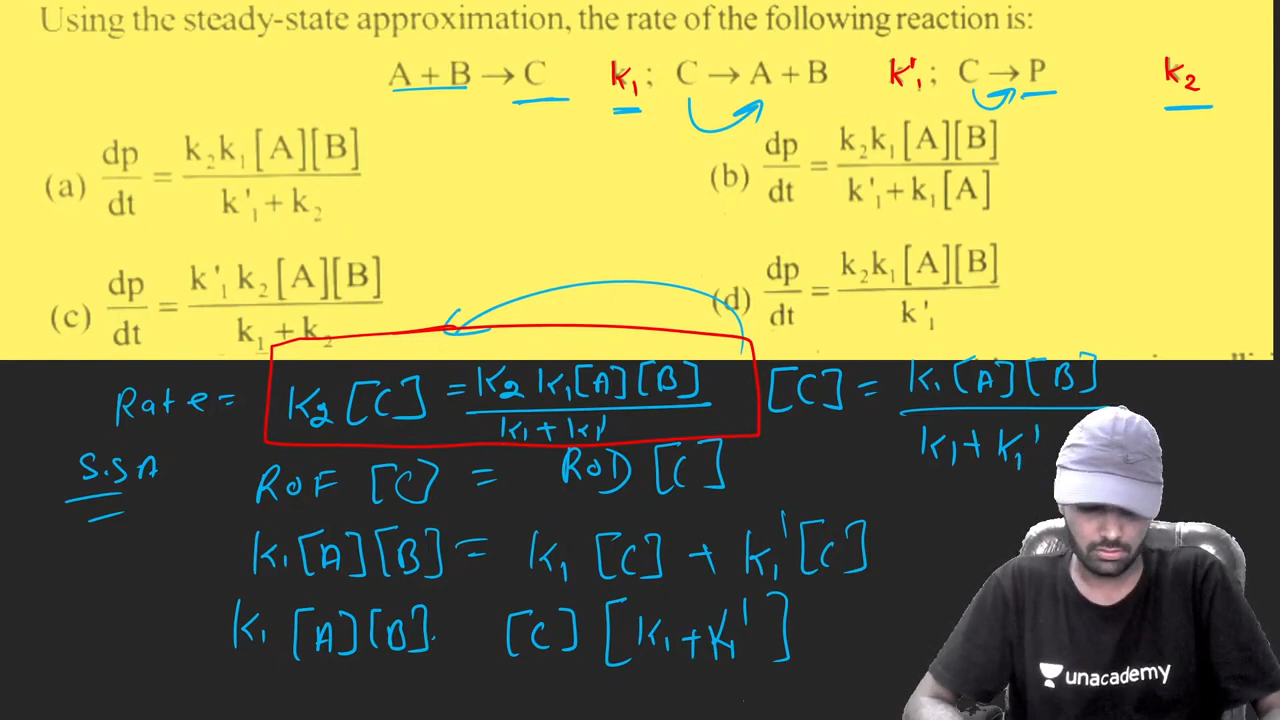 Using the steady-state approximation, the rate of the following reaction is:
A + B → C k₁; C → A + B k'₁; C → P k₂
(a) dp/dt = k₂k₁[A][B] / k'₁ + k₂
(b) dp/dt = k₂k₁[A][B] / k'₁ + k₁[A]
(c) dp/dt = k'₁ k₂[A][B] / k₁ + k₂
(d) dp/dt = k₂k₁[A][B] / k'₁
Rate = K₂[C] = K₂ K₁[A][B] / K₁ + K₁' [C] = K₁[A][B] / K₁ + K₁'
S.S.A ROF [C] = ROD [C]
K₁[A][B] = K₁ [C] + K₁'[C]
K₁ [A][B]. [C] [K₁ + K₁']
unacademy